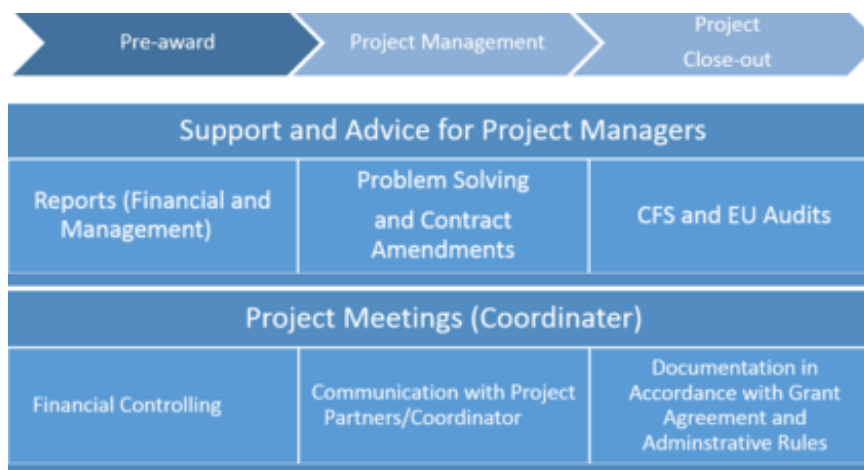 Pre-award
Project Management
Project
Close-out
Support and Advice for Project Managers
Reports (Financial and
Management)
Problem Solving
and Contract
Amendments
CFS and EU Audits
Project Meetings (Coordinater)
Financial Controlling
Communication with Project
Partners/Coordinator
Documentation in
Accordance with Grant
Agreement and
Adminstrative Rules